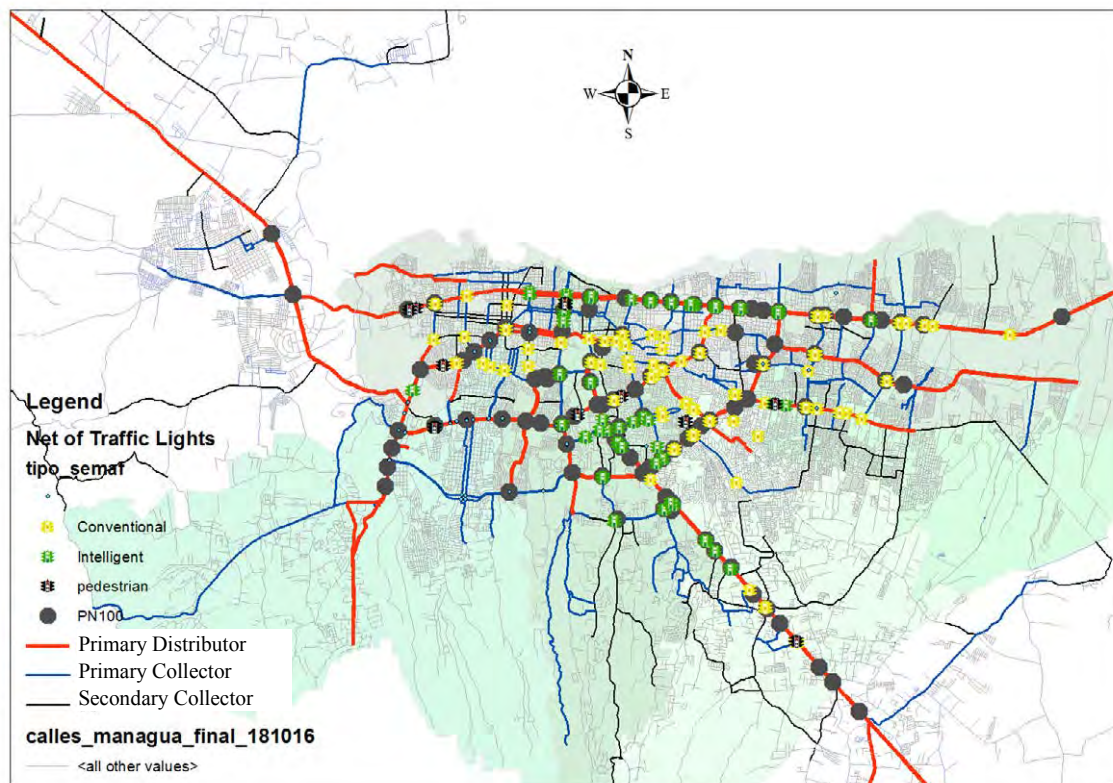 N
W E
S
Legend
Net of Traffic Lights
tipo_semaf
Conventional
Intelligent
pedestrian
PN100
Primary Distributor
Primary Collector
Secondary Collector
calles_managua_final_181016
<all other values>